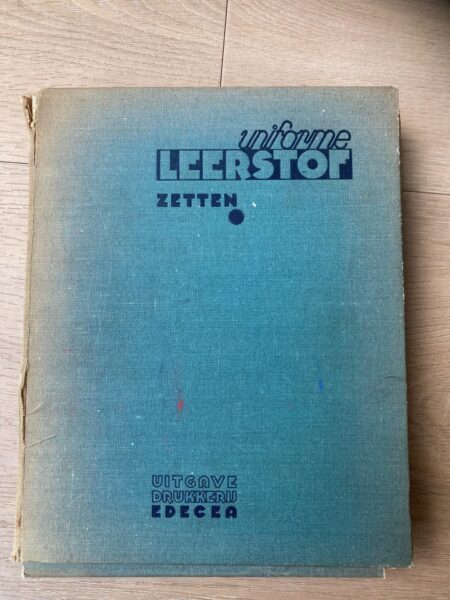 uniforme
LEERSTOF
ZETTEN
UITGAVE
DRUKKERIJ
EDECEA